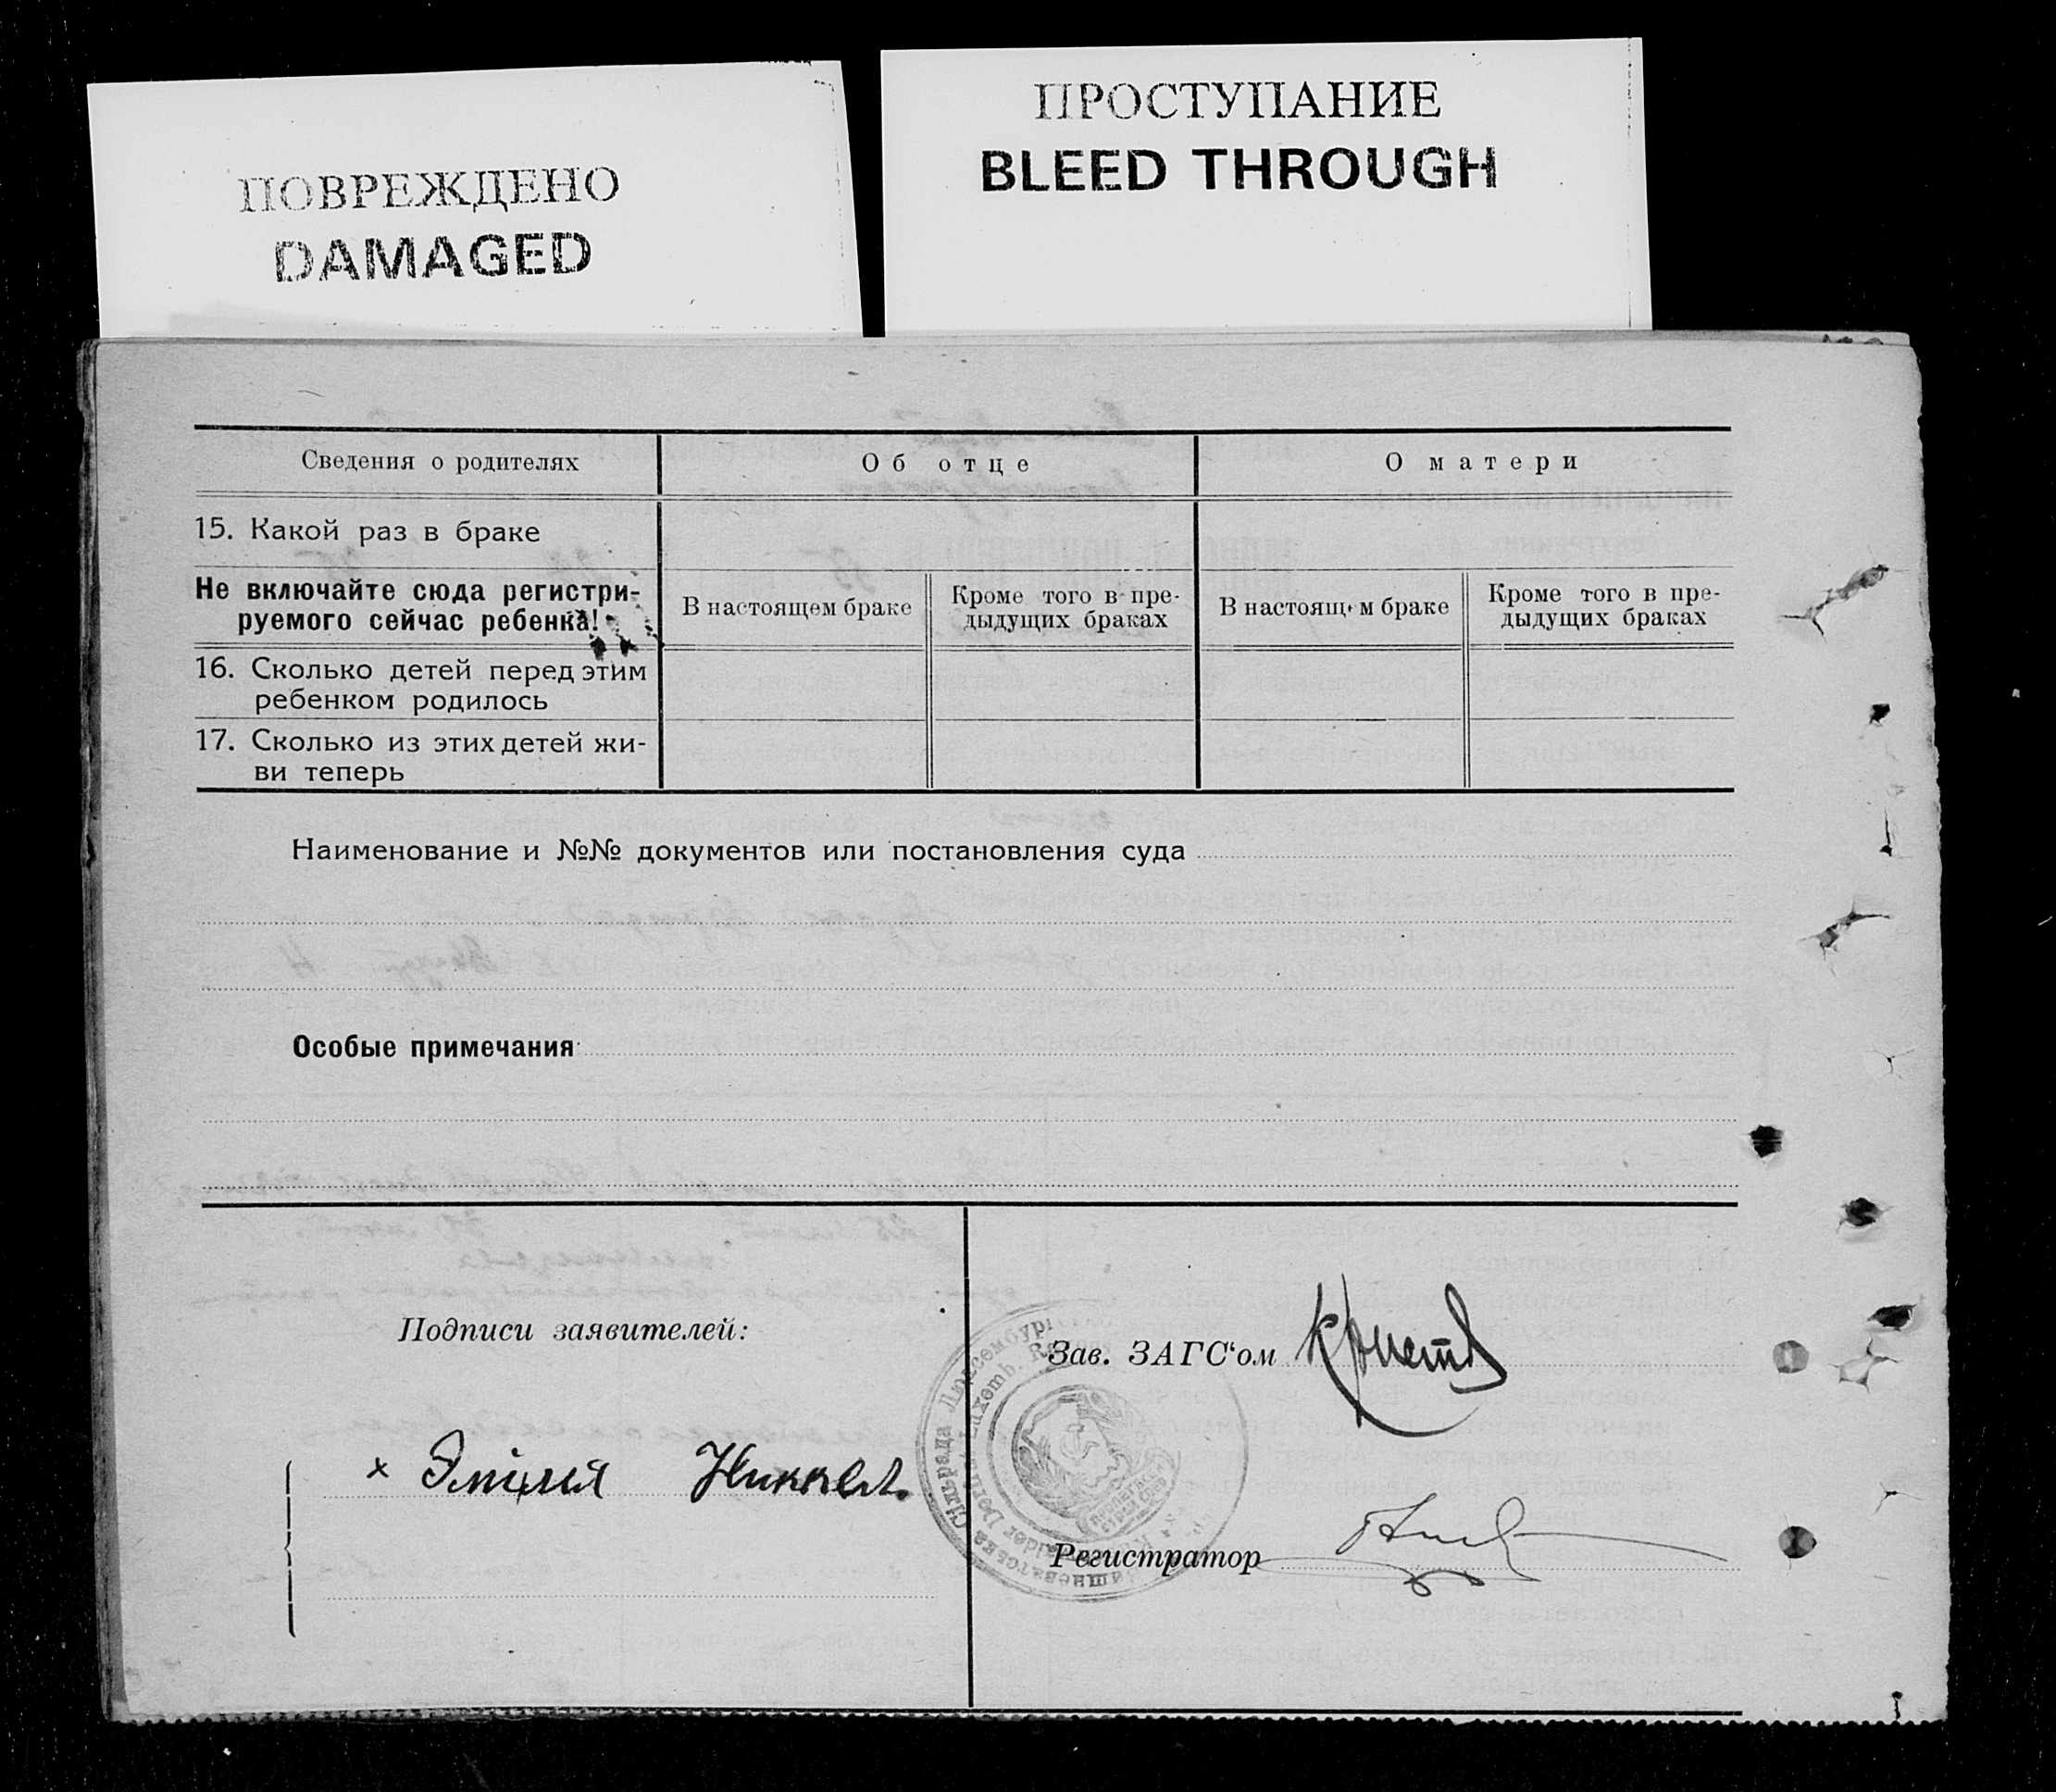 ПОВРЕЖДЕНО
DAMAGED
ПРОСТУПАНИЕ
BLEED THROUGH
Сведения о родителях
Об отце
О матери
15. Какой раз в браке
Не включайте сюда регистри-
руемого сейчас ребенка!
В настоящем браке
Кроме того в пре-
дыдущих браках
В настоящем браке
Кроме того в пре-
дыдущих браках
16. Сколько детей перед этим
ребенком родилось
17. Сколько из этих детей жи-
ви теперь
Наименование и №№ документов или постановления суда
Особые примечания
Подписи заявителей:
х Эмілія Никкел.
Зав. ЗАГС‘ом
Регистратор